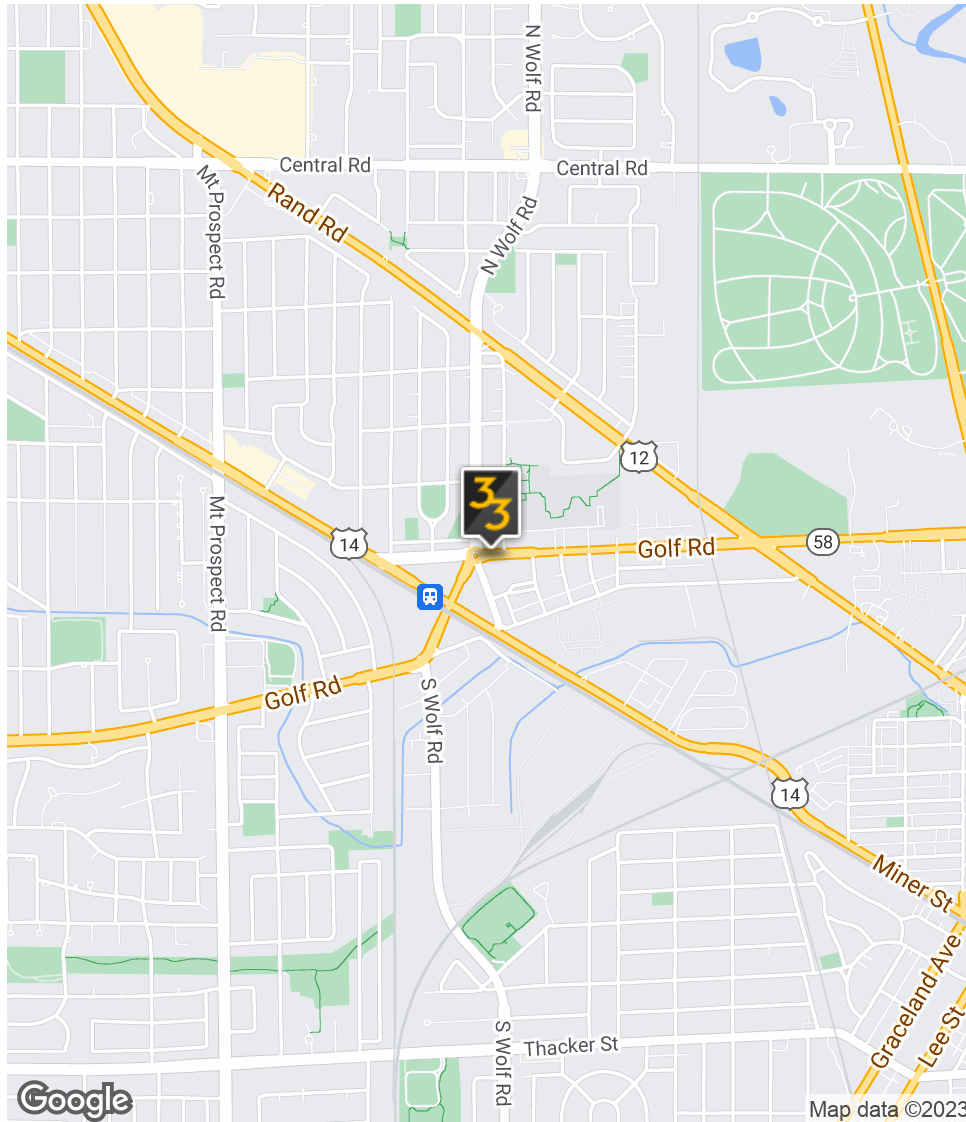 N Wolf Rd
Central Rd
Central Rd
Mt Prospect Rd
Rand Rd
N Wolf Rd
12
33
14
58
Golf Rd
Mt Prospect Rd
Golf Rd
S Wolf Rd
14
Miner St
Graceland Ave
Lee St
S Wolf Rd
Thacker St
Google
Map data ©2023